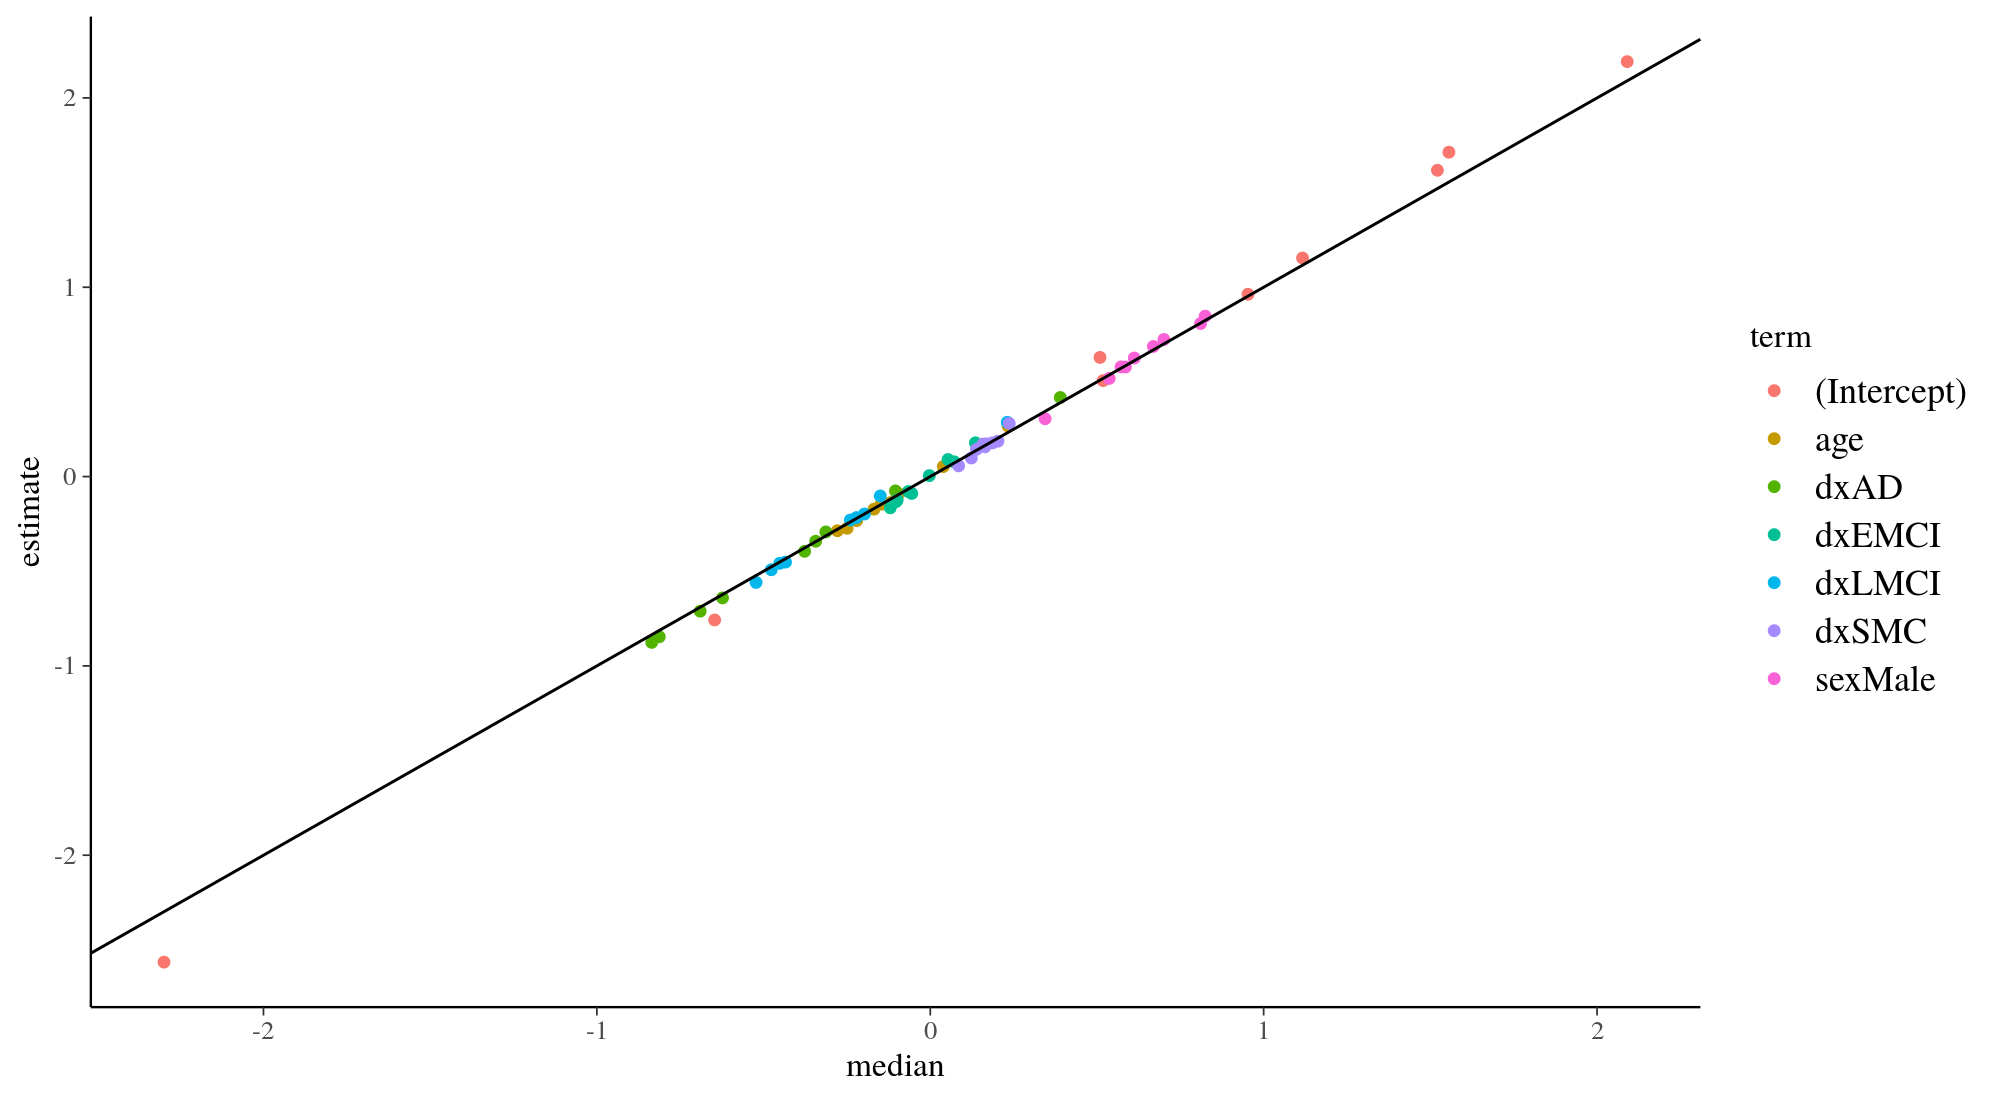 2
1
0
-1
-2
estimate
-2
-1
0
1
2
median
term
(Intercept)
age
dxAD
dxEMCI
dxLMCI
dxSMC
sexMale